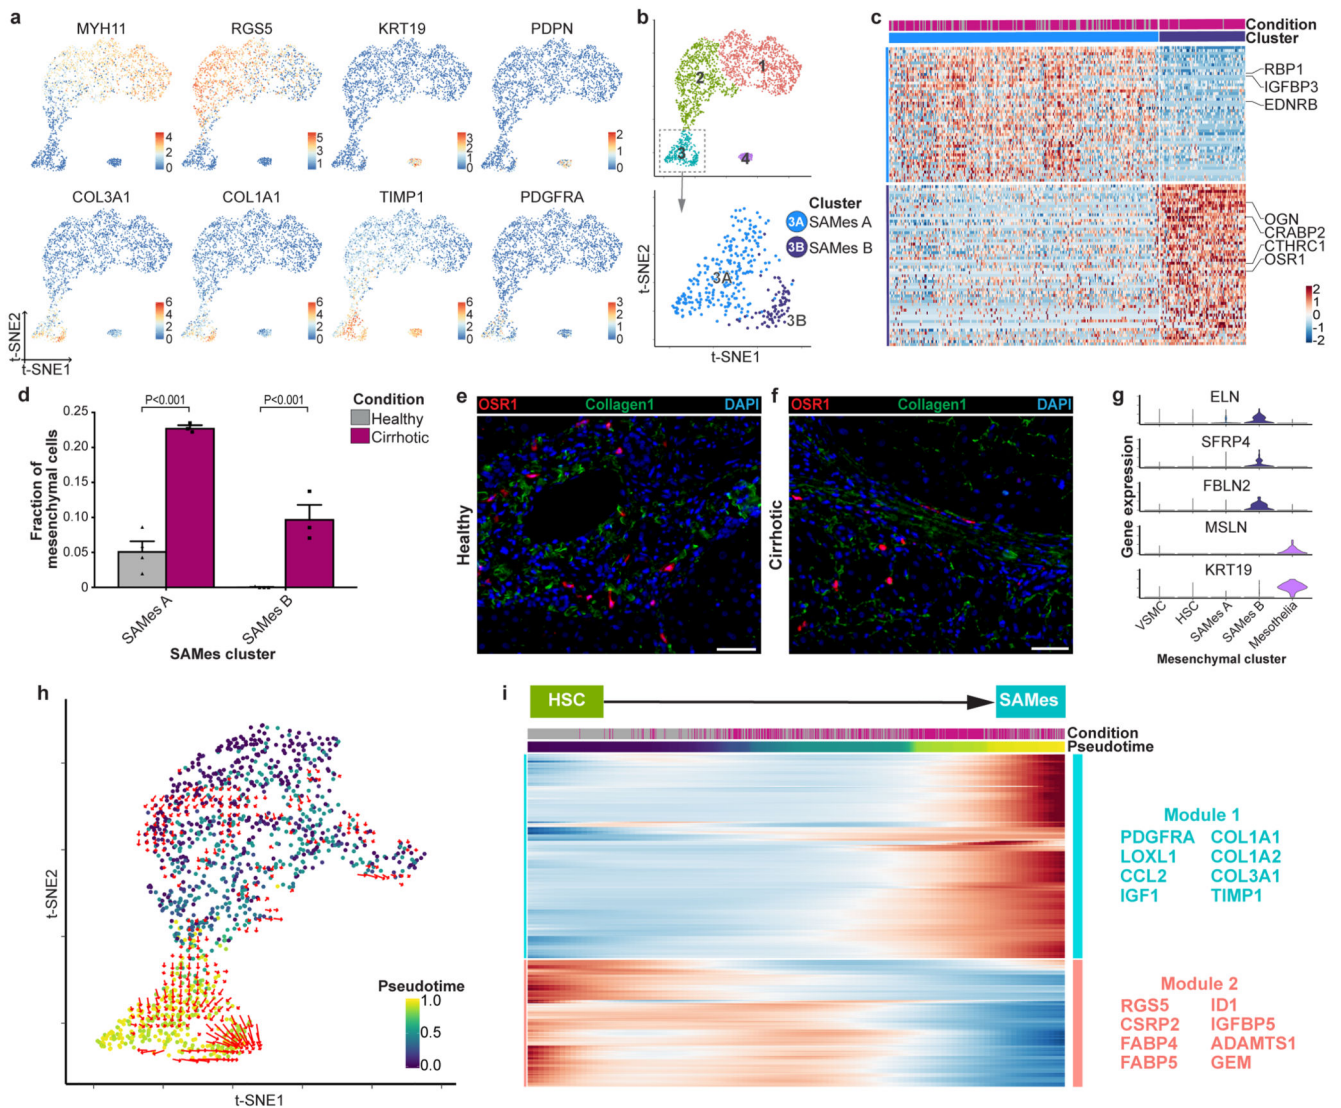 a
MYH11
RGS5
KRT19
PDPN
4
2
0
5
3
1
3
2
1
0
2
1
0
COL3A1
COL1A1
TIMP1
PDGFRA
6
4
2
0
6
4
2
0
6
4
2
0
3
2
1
0
t-SNE2
t-SNE1
b
1
2
3
4
Cluster
3A SAMes A
3B SAMes B
3A
3B
t-SNE2
t-SNE1
c
Condition
Cluster
RBP1
IGFBP3
EDNRB
OGN
CRABP2
CTHRC1
OSR1
2
1
0
-1
-2
d
P<0.001
P<0.001
Condition
Healthy
Cirrhotic
0.25
0.20
0.15
0.10
0.05
0
Fraction of
mesenchymal cells
SAMes A
SAMes B
SAMes cluster
e
OSR1 Collagen1 DAPI
Healthy
f
OSR1 Collagen1 DAPI
Cirrhotic
g
ELN
SFRP4
FBLN2
MSLN
KRT19
Gene expression
VSMC
HSC
SAMes A
SAMes B
Mesothelia
Mesenchymal cluster
h
t-SNE2
t-SNE1
Pseudotime
1.0
0.5
0.0
i
HSC
SAMes
Condition
Pseudotime
Module 1
PDGFRA COL1A1
LOXL1 COL1A2
CCL2 COL3A1
IGF1 TIMP1
Module 2
RGS5 ID1
CSRP2 IGFBP5
FABP4 ADAMTS1
FABP5 GEM